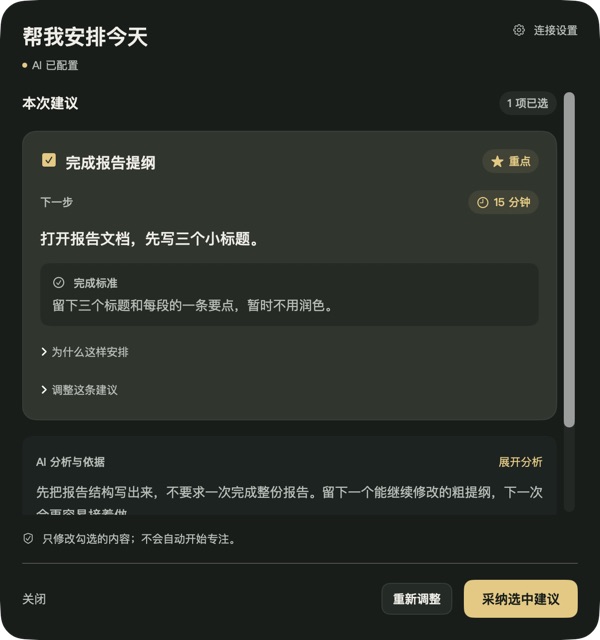 帮我安排今天
连接设置
AI 已配置
本次建议
1 项已选
完成报告提纲
重点
下一步
15 分钟
打开报告文档，先写三个小标题。
完成标准
留下三个标题和每段的一条要点，暂时不用润色。
为什么这样安排
调整这条建议
AI 分析与依据
展开分析
先把报告结构写出来，不要求一次完成整份报告。留下一个能继续修改的粗提纲，下一次
会更容易接着做
只修改勾选的内容；不会自动开始专注。
关闭
重新调整
采纳选中建议